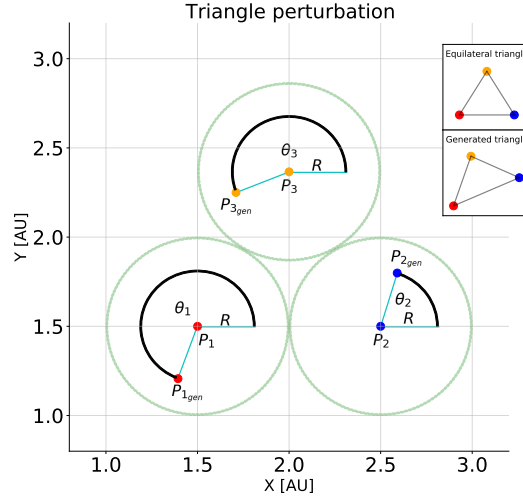 Triangle perturbation
3.0
2.5
2.0
1.5
1.0
Y [AU]
1.0
1.5
2.0
2.5
3.0
X [AU]
θ3
R
P3
P3gen
θ1
R
P1
P1gen
P2gen
θ2
R
P2
Equilateral triangl
Generated triangl